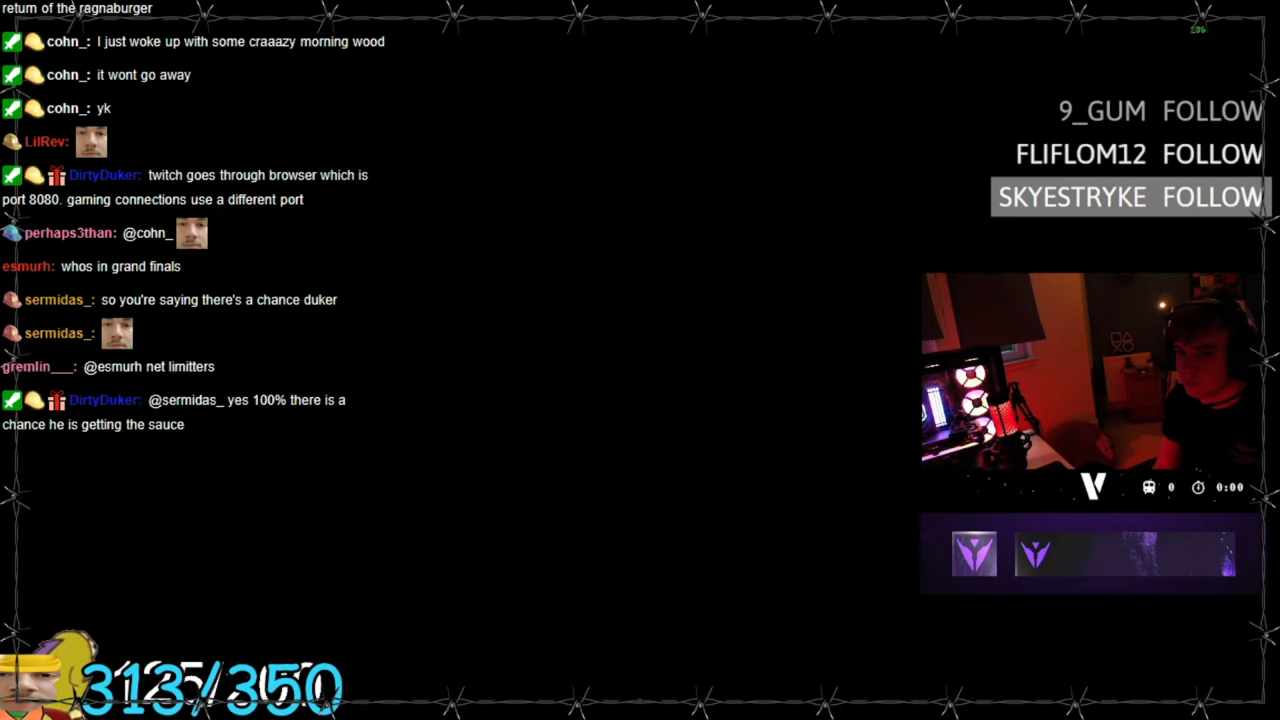 return of the ragnaburger
cohn_: I just woke up with some craaazy morning wood
cohn_: it wont go away
cohn_: yk
LilRev:
DirtyDuker: twitch goes through browser which is
port 8080. gaming connections use a different port
perhaps3than: @cohn_
esmurh: whos in grand finals
sermidas_: so you're saying there's a chance duker
sermidas_:
gremlin___: @esmurh net limitters
DirtyDuker: @sermidas_ yes 100% there is a
chance he is getting the sauce
236
9_GUM FOLLOW
FLIFLOM12 FOLLOW
SKYESTRYKE FOLLOW
0 0:00
313/350